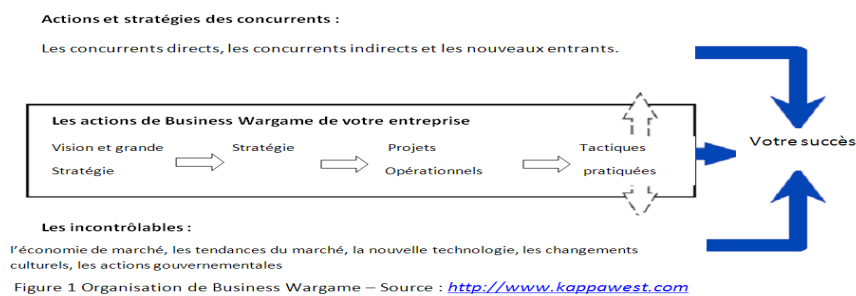 Actions et stratégies des concurrents :
Les concurrents directs, les concurrents indirects et les nouveaux entrants.
Les actions de Business Wargame de votre entreprise
Vision et grande Stratégie Projets Tactiques
Stratégie Opérationnels pratiquées
Votre succès
Les incontrôlables :
l’économie de marché, les tendances du marché, la nouvelle technologie, les changements
culturels, les actions gouvernementales
Figure 1 Organisation de Business Wargame – Source : http://www.kappawest.com